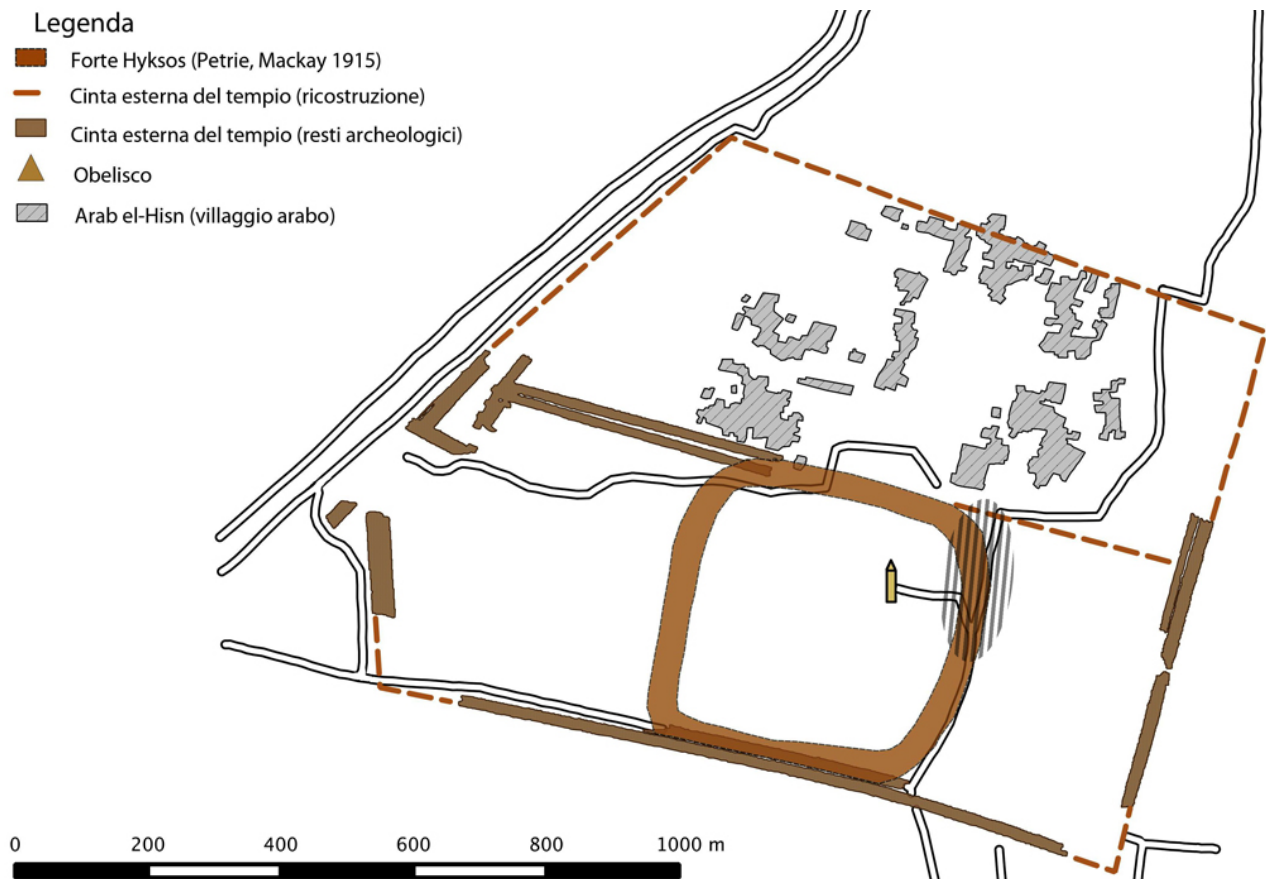 Legenda
Forte Hyksos (Petrie, Mackay 1915)
Cinta esterna del tempio (ricostruzione)
Cinta esterna del tempio (resti archeologici)
Obelisco
Arab el-Hisn (villaggio arabo)
0 200 400 600 800 1000 m